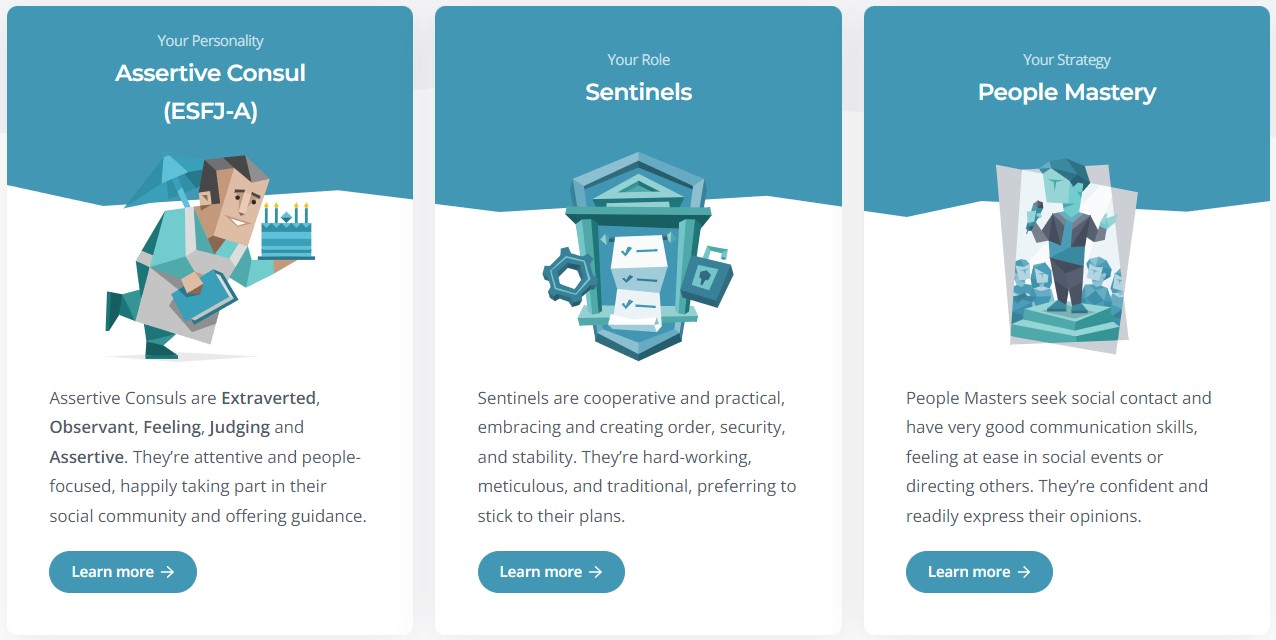 Your Personality
Assertive Consul
(ESFJ-A)
Assertive Consuls are Extraverted,
Observant, Feeling, Judging and
Assertive. They’re attentive and people-
focused, happily taking part in their
social community and offering guidance.
Learn more →
Your Role
Sentinels
Sentinels are cooperative and practical,
embracing and creating order, security,
and stability. They’re hard-working,
meticulous, and traditional, preferring to
stick to their plans.
Learn more →
Your Strategy
People Mastery
People Masters seek social contact and
have very good communication skills,
feeling at ease in social events or
directing others. They’re confident and
readily express their opinions.
Learn more →